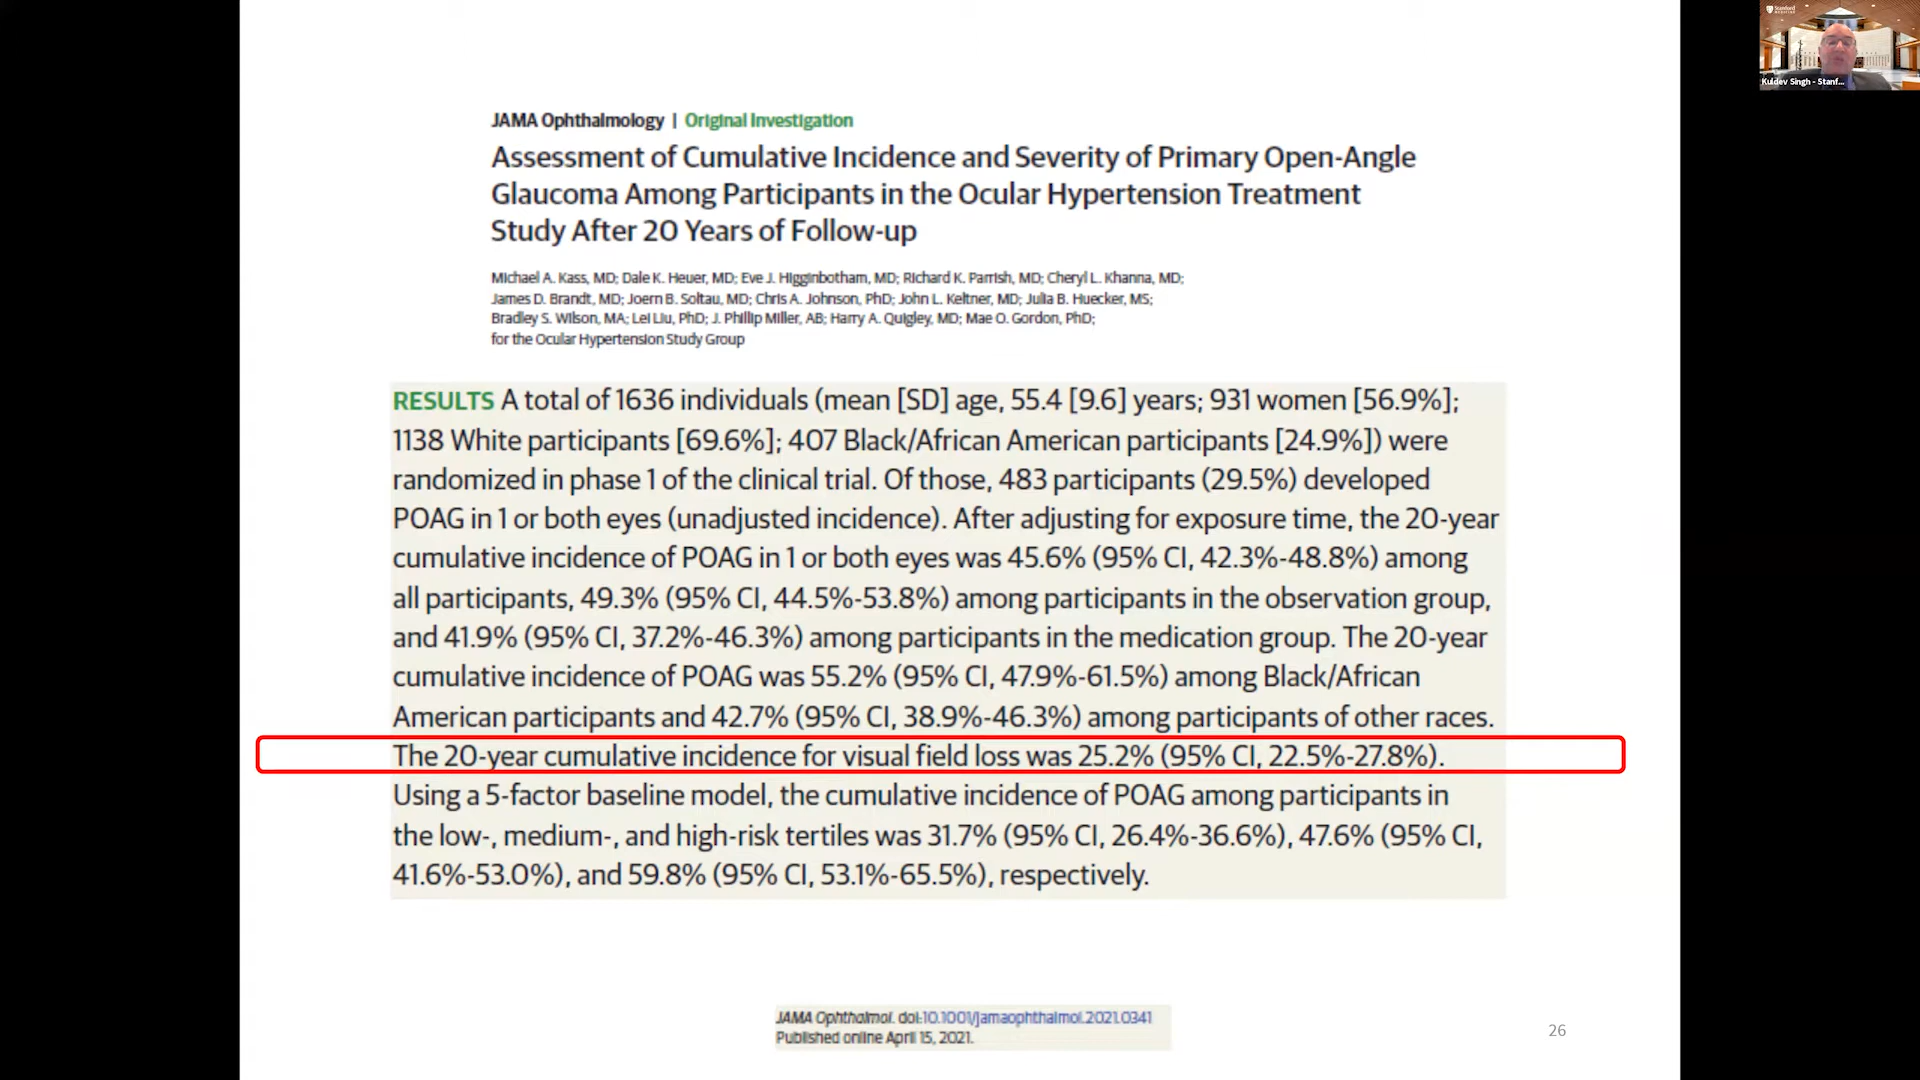 Stanford
MEDICINE
Kuldev Singh - Stanf...
JAMA Ophthalmology | Original Investigation
Assessment of Cumulative Incidence and Severity of Primary Open-Angle
Glaucoma Among Participants in the Ocular Hypertension Treatment
Study After 20 Years of Follow-up
Michael A. Kass, MD; Dale K. Heuer, MD; Eve J. Higginbotham, MD; Richard K. Parrish, MD; Cheryl L. Khanna, MD;
James D. Brandt, MD; Joern B. Soltau, MD; Chris A. Johnson, PhD; John L. Keltner, MD; Julia B. Huecker, MS;
Bradley S. Wilson, MA; Lei Liu, PhD; J. Phillip Miller, AB; Harry A. Quigley, MD; Mae O. Gordon, PhD;
for the Ocular Hypertension Study Group
RESULTS A total of 1636 individuals (mean [SD] age, 55.4 [9.6] years; 931 women [56.9%];
1138 White participants [69.6%]; 407 Black/African American participants [24.9%]) were
randomized in phase 1 of the clinical trial. Of those, 483 participants (29.5%) developed
POAG in 1 or both eyes (unadjusted incidence). After adjusting for exposure time, the 20-year
cumulative incidence of POAG in 1 or both eyes was 45.6% (95% CI, 42.3%-48.8%) among
all participants, 49.3% (95% CI, 44.5%-53.8%) among participants in the observation group,
and 41.9% (95% CI, 37.2%-46.3%) among participants in the medication group. The 20-year
cumulative incidence of POAG was 55.2% (95% CI, 47.9%-61.5%) among Black/African
American participants and 42.7% (95% CI, 38.9%-46.3%) among participants of other races.
The 20-year cumulative incidence for visual field loss was 25.2% (95% CI, 22.5%-27.8%).
Using a 5-factor baseline model, the cumulative incidence of POAG among participants in
the low-, medium-, and high-risk tertiles was 31.7% (95% CI, 26.4%-36.6%), 47.6% (95% CI,
41.6%-53.0%), and 59.8% (95% CI, 53.1%-65.5%), respectively.
JAMA Ophthalmol. doi:10.1001/jamaophthalmol.2021.0341
Published online April 15, 2021.
26